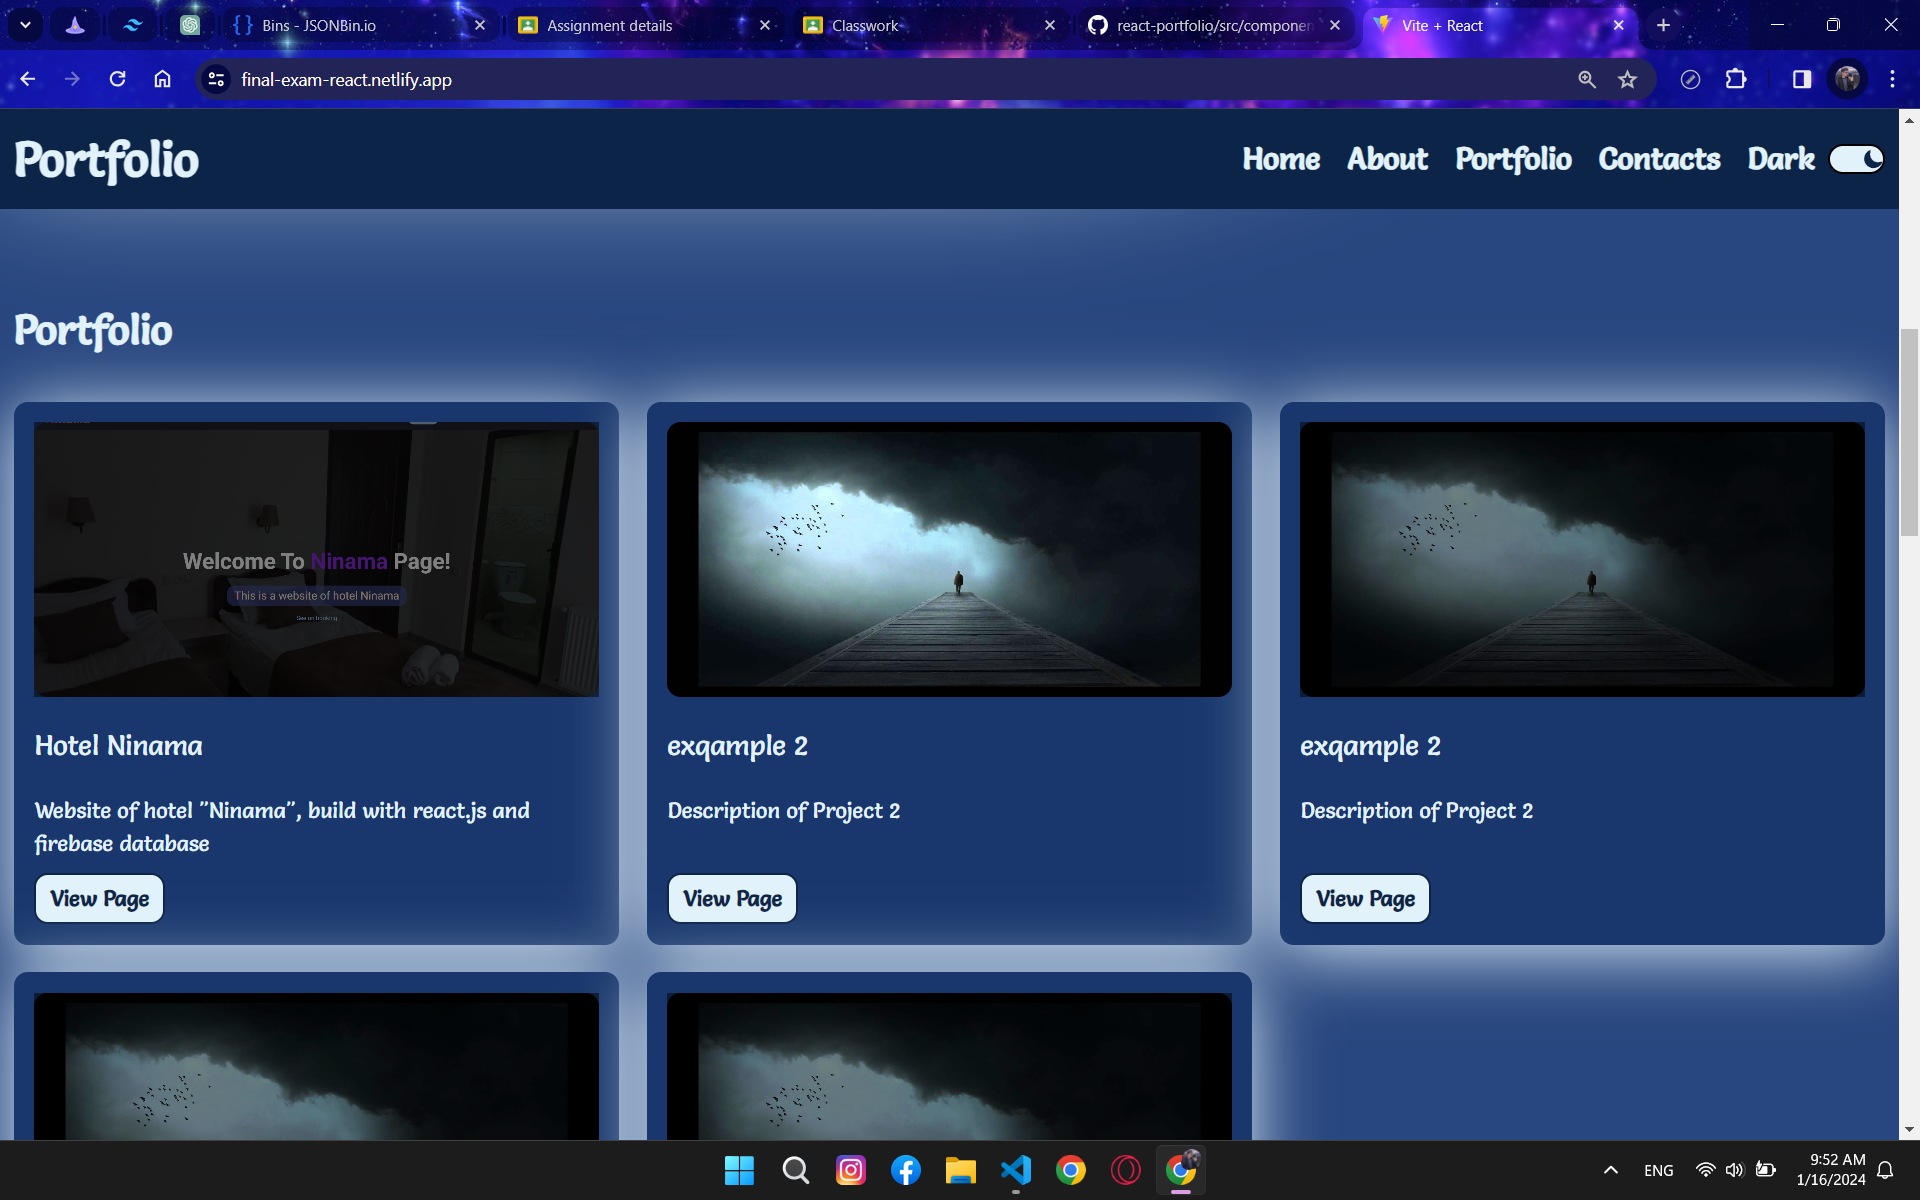 Bins - JSONBin.io
Assignment details
Classwork
react-portfolio/src/componen
Vite + React
final-exam-react.netlify.app
Portfolio
Home About Portfolio Contacts Dark
Portfolio
Welcome To Ninama Page!
This is a website of hotel Ninama
See on booking
Hotel Ninama
Website of hotel "Ninama", build with react.js and
firebase database
View Page
exqample 2
Description of Project 2
View Page
exqample 2
Description of Project 2
View Page
ENG
9:52 AM
1/16/2024